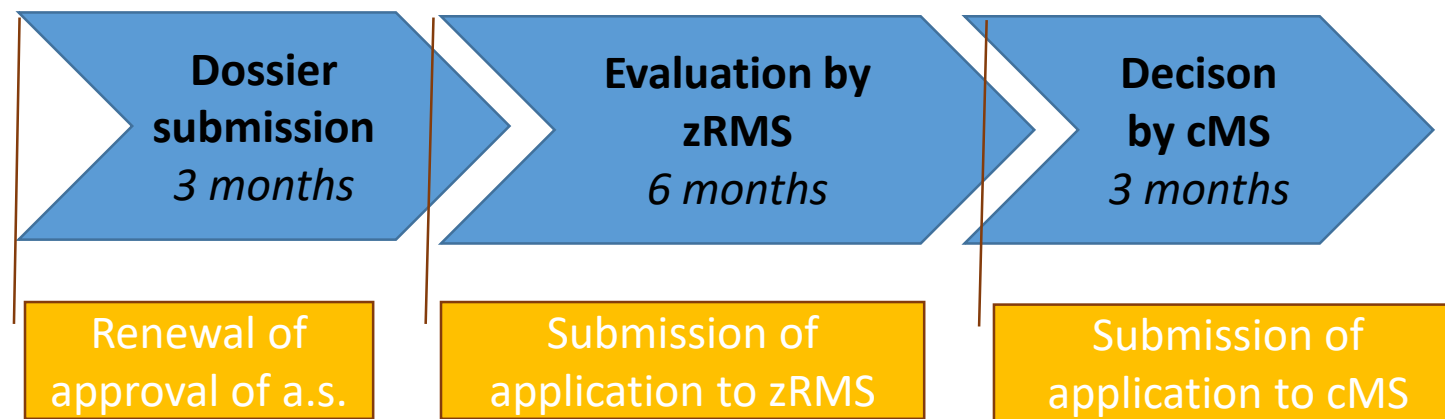 Dossier
submission
3 months
Evaluation by
zRMS
6 months
Decison
by cMS
3 months
Renewal of
approval of a.s.
Submission of
application to zRMS
Submission of
application to cMS